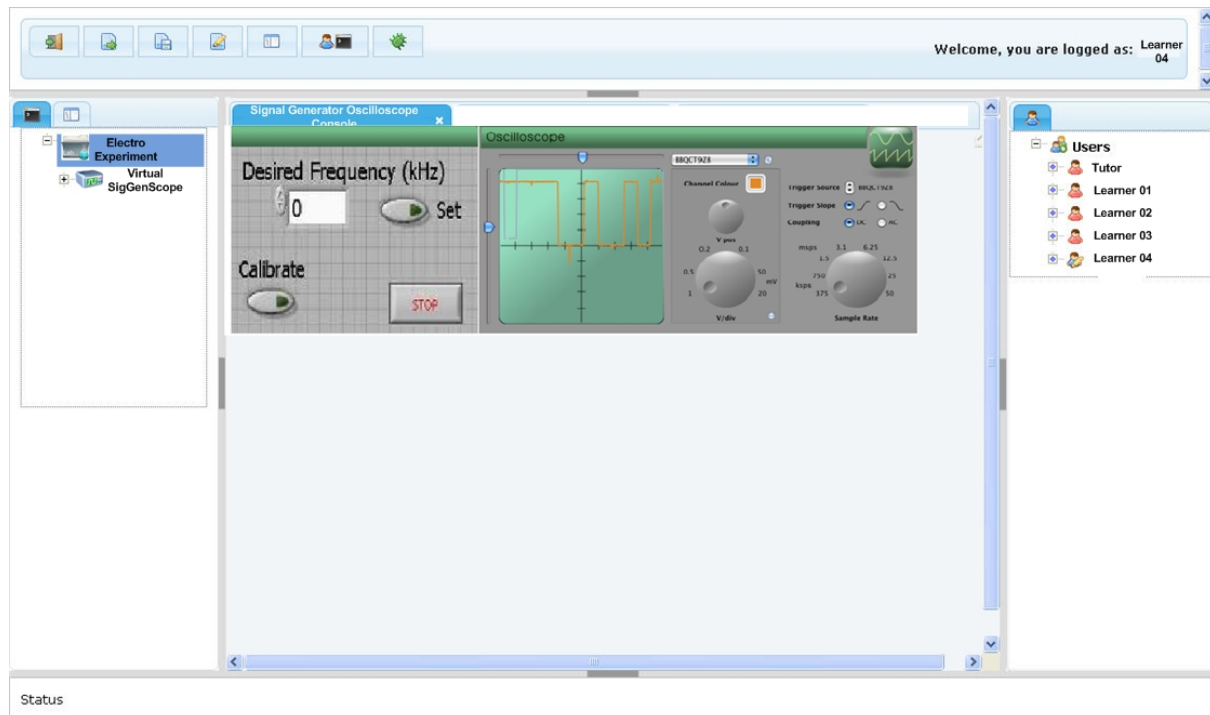 Welcome, you are logged as: Learner
04
Electro
Experiment
Virtual
SigGenScope
Signal Generator Oscilloscope
Console
x
Desired Frequency (kHz)
0
Set
Calibrate
STOP
Oscilloscope
8BQCT9Z8
Channel Colour
V pos
0.2 0.1
0.5 50
mV
1 20
V/div
Trigger Source 8BQCT9Z8
Trigger Slope
Coupling DC AC
msps 3.1 6.25
1.5 12.5
750 25
ksps
375 50
Sample Rate
Users
Tutor
Learner 01
Learner 02
Learner 03
Learner 04
Status